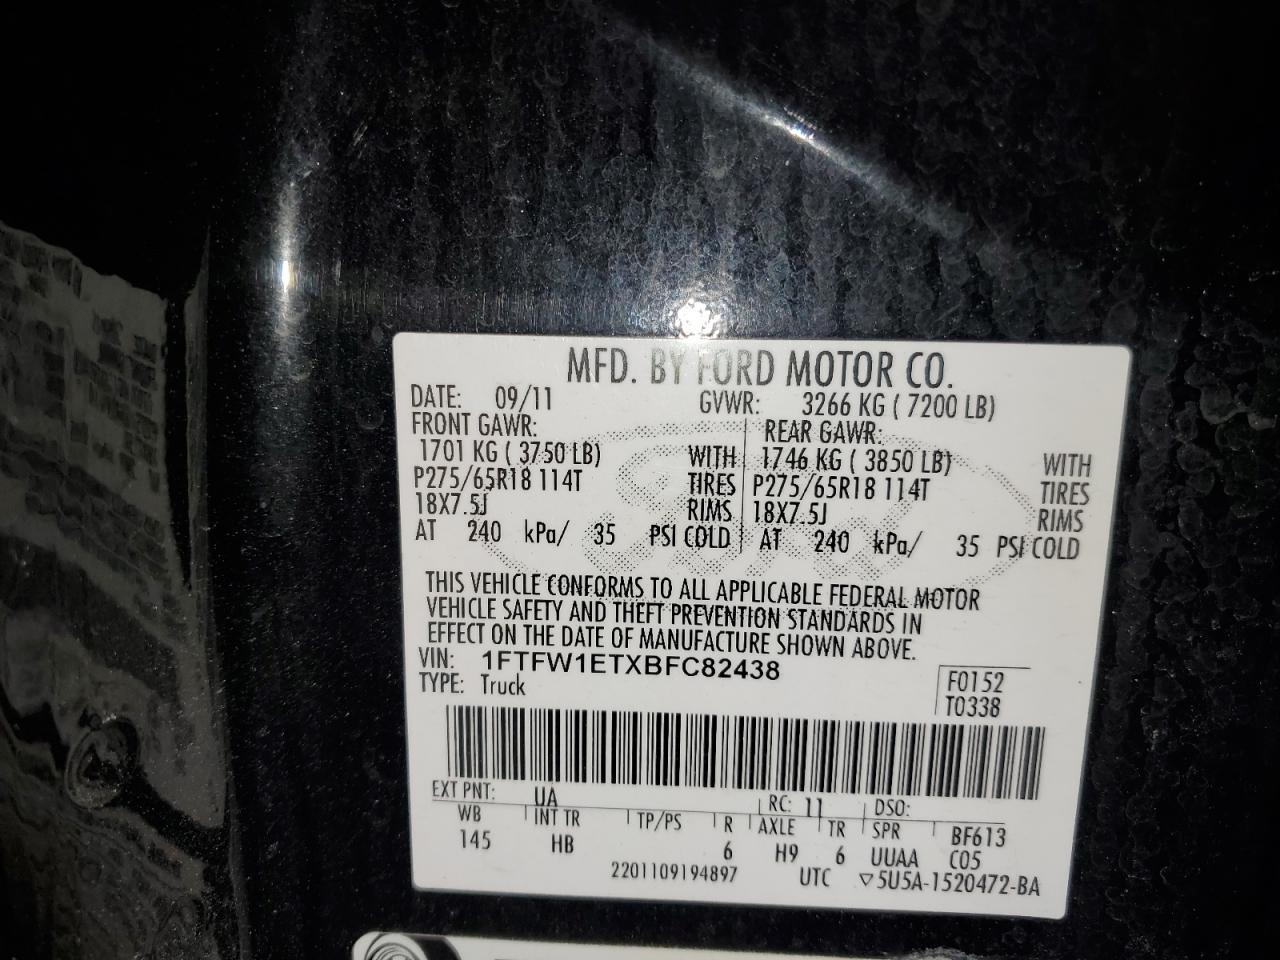 MFD. BY FORD MOTOR CO.
DATE: 09/11 GVWR: 3266 KG ( 7200 LB)
FRONT GAWR: REAR GAWR:
1701 KG ( 3750 LB) WITH 1746 KG ( 3850 LB) WITH
P275/65R18 114T TIRES P275/65R18 114T TIRES
18X7.5J RIMS 18X7.5J RIMS
AT 240 kPa/ 35 PSI COLD AT 240 kPa/ 35 PSI COLD
THIS VEHICLE CONFORMS TO ALL APPLICABLE FEDERAL MOTOR
VEHICLE SAFETY AND THEFT PREVENTION STANDARDS IN
EFFECT ON THE DATE OF MANUFACTURE SHOWN ABOVE.
VIN: 1FTFW1ETXBFC82438
TYPE: Truck
F0152
T0338
EXT PNT: UA RC: 11 DSO:
WB INT TR TP/PS R AXLE TR SPR BF613
145 HB 6 H9 6 UUAA C05
2201109194897 UTC ▽5U5A-1520472-BA